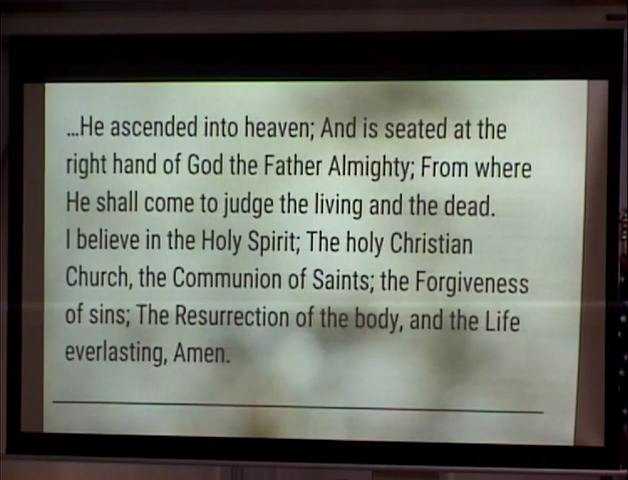 ...He ascended into heaven; And is seated at the
right hand of God the Father Almighty; From where
He shall come to judge the living and the dead.
I believe in the Holy Spirit; The holy Christian
Church, the Communion of Saints; the Forgiveness
of sins; The Resurrection of the body, and the Life
everlasting, Amen.